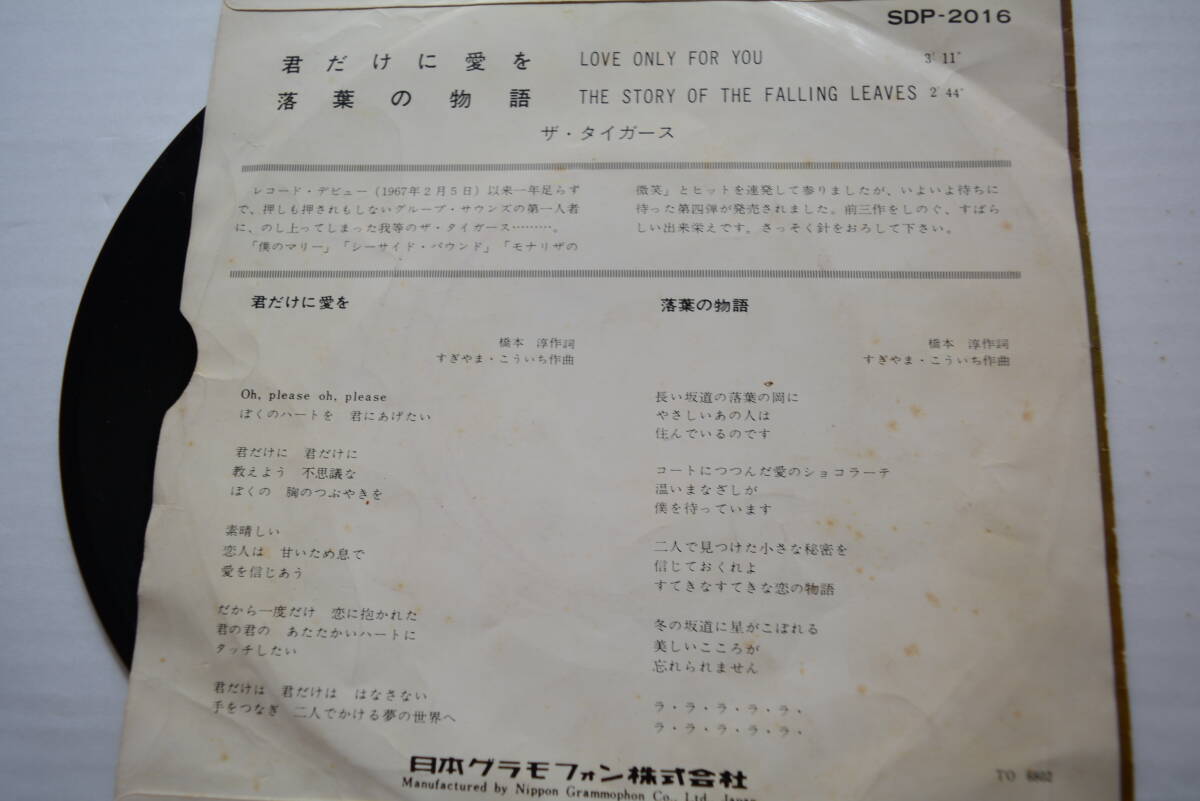 SDP-2016
君だけに愛を LOVE ONLY FOR YOU 3′11″
落葉の物語 THE STORY OF THE FALLING LEAVES 2′44″
ザ・タイガース
レコード・デビュー(1967年2月5日)以来一年足らず
で、押しも押されもしないグループ・サウンズの第一人者
に、のし上ってしまった我等のザ・タイガース………。
「僕のマリー」「シーサイド・バウンド」「モナリザの
微笑」とヒットを連発して参りましたが、いよいよ待ちに
待った第四弾が発売されました。前三作をしのぐ、すばら
しい出来栄えです。さっそく針をおろして下さい。
君だけに愛を
橋本 淳作詞
すぎやま・こういち作曲
Oh, please oh, please
ぼくのハートを 君にあげたい
君だけに 君だけに
教えよう 不思議な
ぼくの 胸のつぶやきを
素晴しい
恋人は 甘いため息で
愛を信じあう
だから一度だけ 恋に抱かれた
君の君の あたたかいハートに
タッチしたい
君だけは 君だけは はなさない
手をつなぎ 二人でかける夢の世界へ
落葉の物語
橋本 淳作詞
すぎやま・こういち作曲
長い坂道の落葉の岡に
やさしいあの人は
住んでいるのです
コートにつつんだ愛のショコラーテ
温いまなざしが
僕を待っています
二人で見つけた小さな秘密を
信じておくれよ
すてきなすてきな恋の物語
冬の坂道に星がこぼれる
美しいこころが
忘れられません
ラ・ラ・ラ・ラ・ラ・
ラ・ラ・ラ・ラ・ラ・
日本グラモフォン株式会社
Manufactured by Nippon Grammophon Co., Ltd., Japan
TO 6802